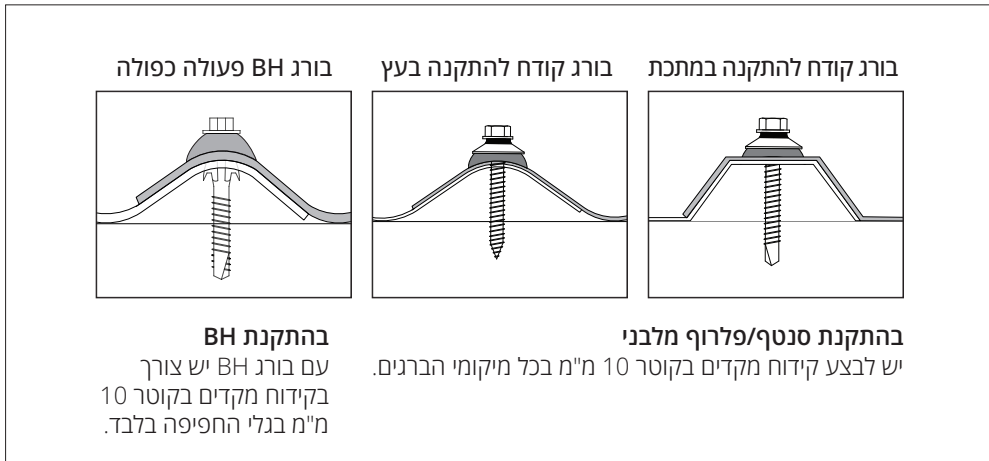 בורג קודח להתקנה במתכת
בורג קודח להתקנה בעץ
בורג BH פעולה כפולה
בהתקנת סנטף/פלרוף מלבני
יש לבצע קידוח מקדים בקוטר 10 מ"מ בכל מיקומי הברגים.
בהתקנת BH
עם בורג BH יש צורך
בקידוח מקדים בקוטר 10
מ"מ בגלי החפיפה בלבד.